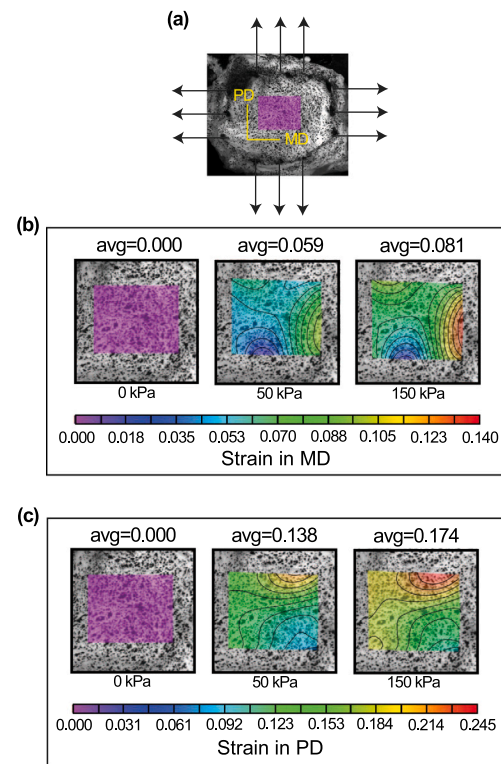 (a)
PD
MD
(b)
avg=0.000 avg=0.059 avg=0.081
0 kPa 50 kPa 150 kPa
0.000 0.018 0.035 0.053 0.070 0.088 0.105 0.123 0.140
Strain in MD
(c)
avg=0.000 avg=0.138 avg=0.174
0 kPa 50 kPa 150 kPa
0.000 0.031 0.061 0.092 0.123 0.153 0.184 0.214 0.245
Strain in PD